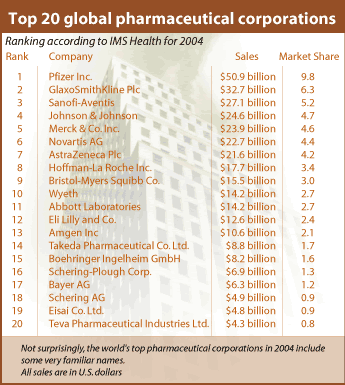 Top 20 global pharmaceutical corporations
Ranking according to IMS Health for 2004
Rank Company Sales Market Share
1 Pfizer Inc. $50.9 billion 9.8
2 GlaxoSmithKline Plc $32.7 billion 6.3
3 Sanofi-Aventis $27.1 billion 5.2
4 Johnson & Johnson $24.6 billion 4.7
5 Merck & Co. Inc. $23.9 billion 4.6
6 Novartis AG $22.7 billion 4.4
7 AstraZeneca Plc $21.6 billion 4.2
8 Hoffman-La Roche Inc. $17.7 billion 3.4
9 Bristol-Myers Squibb Co. $15.5 billion 3.0
10 Wyeth $14.2 billion 2.7
11 Abbott Laboratories $14.2 billion 2.7
12 Eli Lilly and Co. $12.6 billion 2.4
13 Amgen Inc $10.6 billion 2.1
14 Takeda Pharmaceutical Co. Ltd. $8.8 billion 1.7
15 Boehringer Ingelheim GmbH $8.2 billion 1.6
16 Schering-Plough Corp. $6.9 billion 1.3
17 Bayer AG $6.3 billion 1.2
18 Schering AG $4.9 billion 0.9
19 Eisai Co. Ltd. $4.8 billion 0.9
20 Teva Pharmaceutical Industries Ltd. $4.3 billion 0.8
Not surprisingly, the world's top pharmaceutical corporations in 2004 include
some very familiar names.
All sales are in U.S. dollars